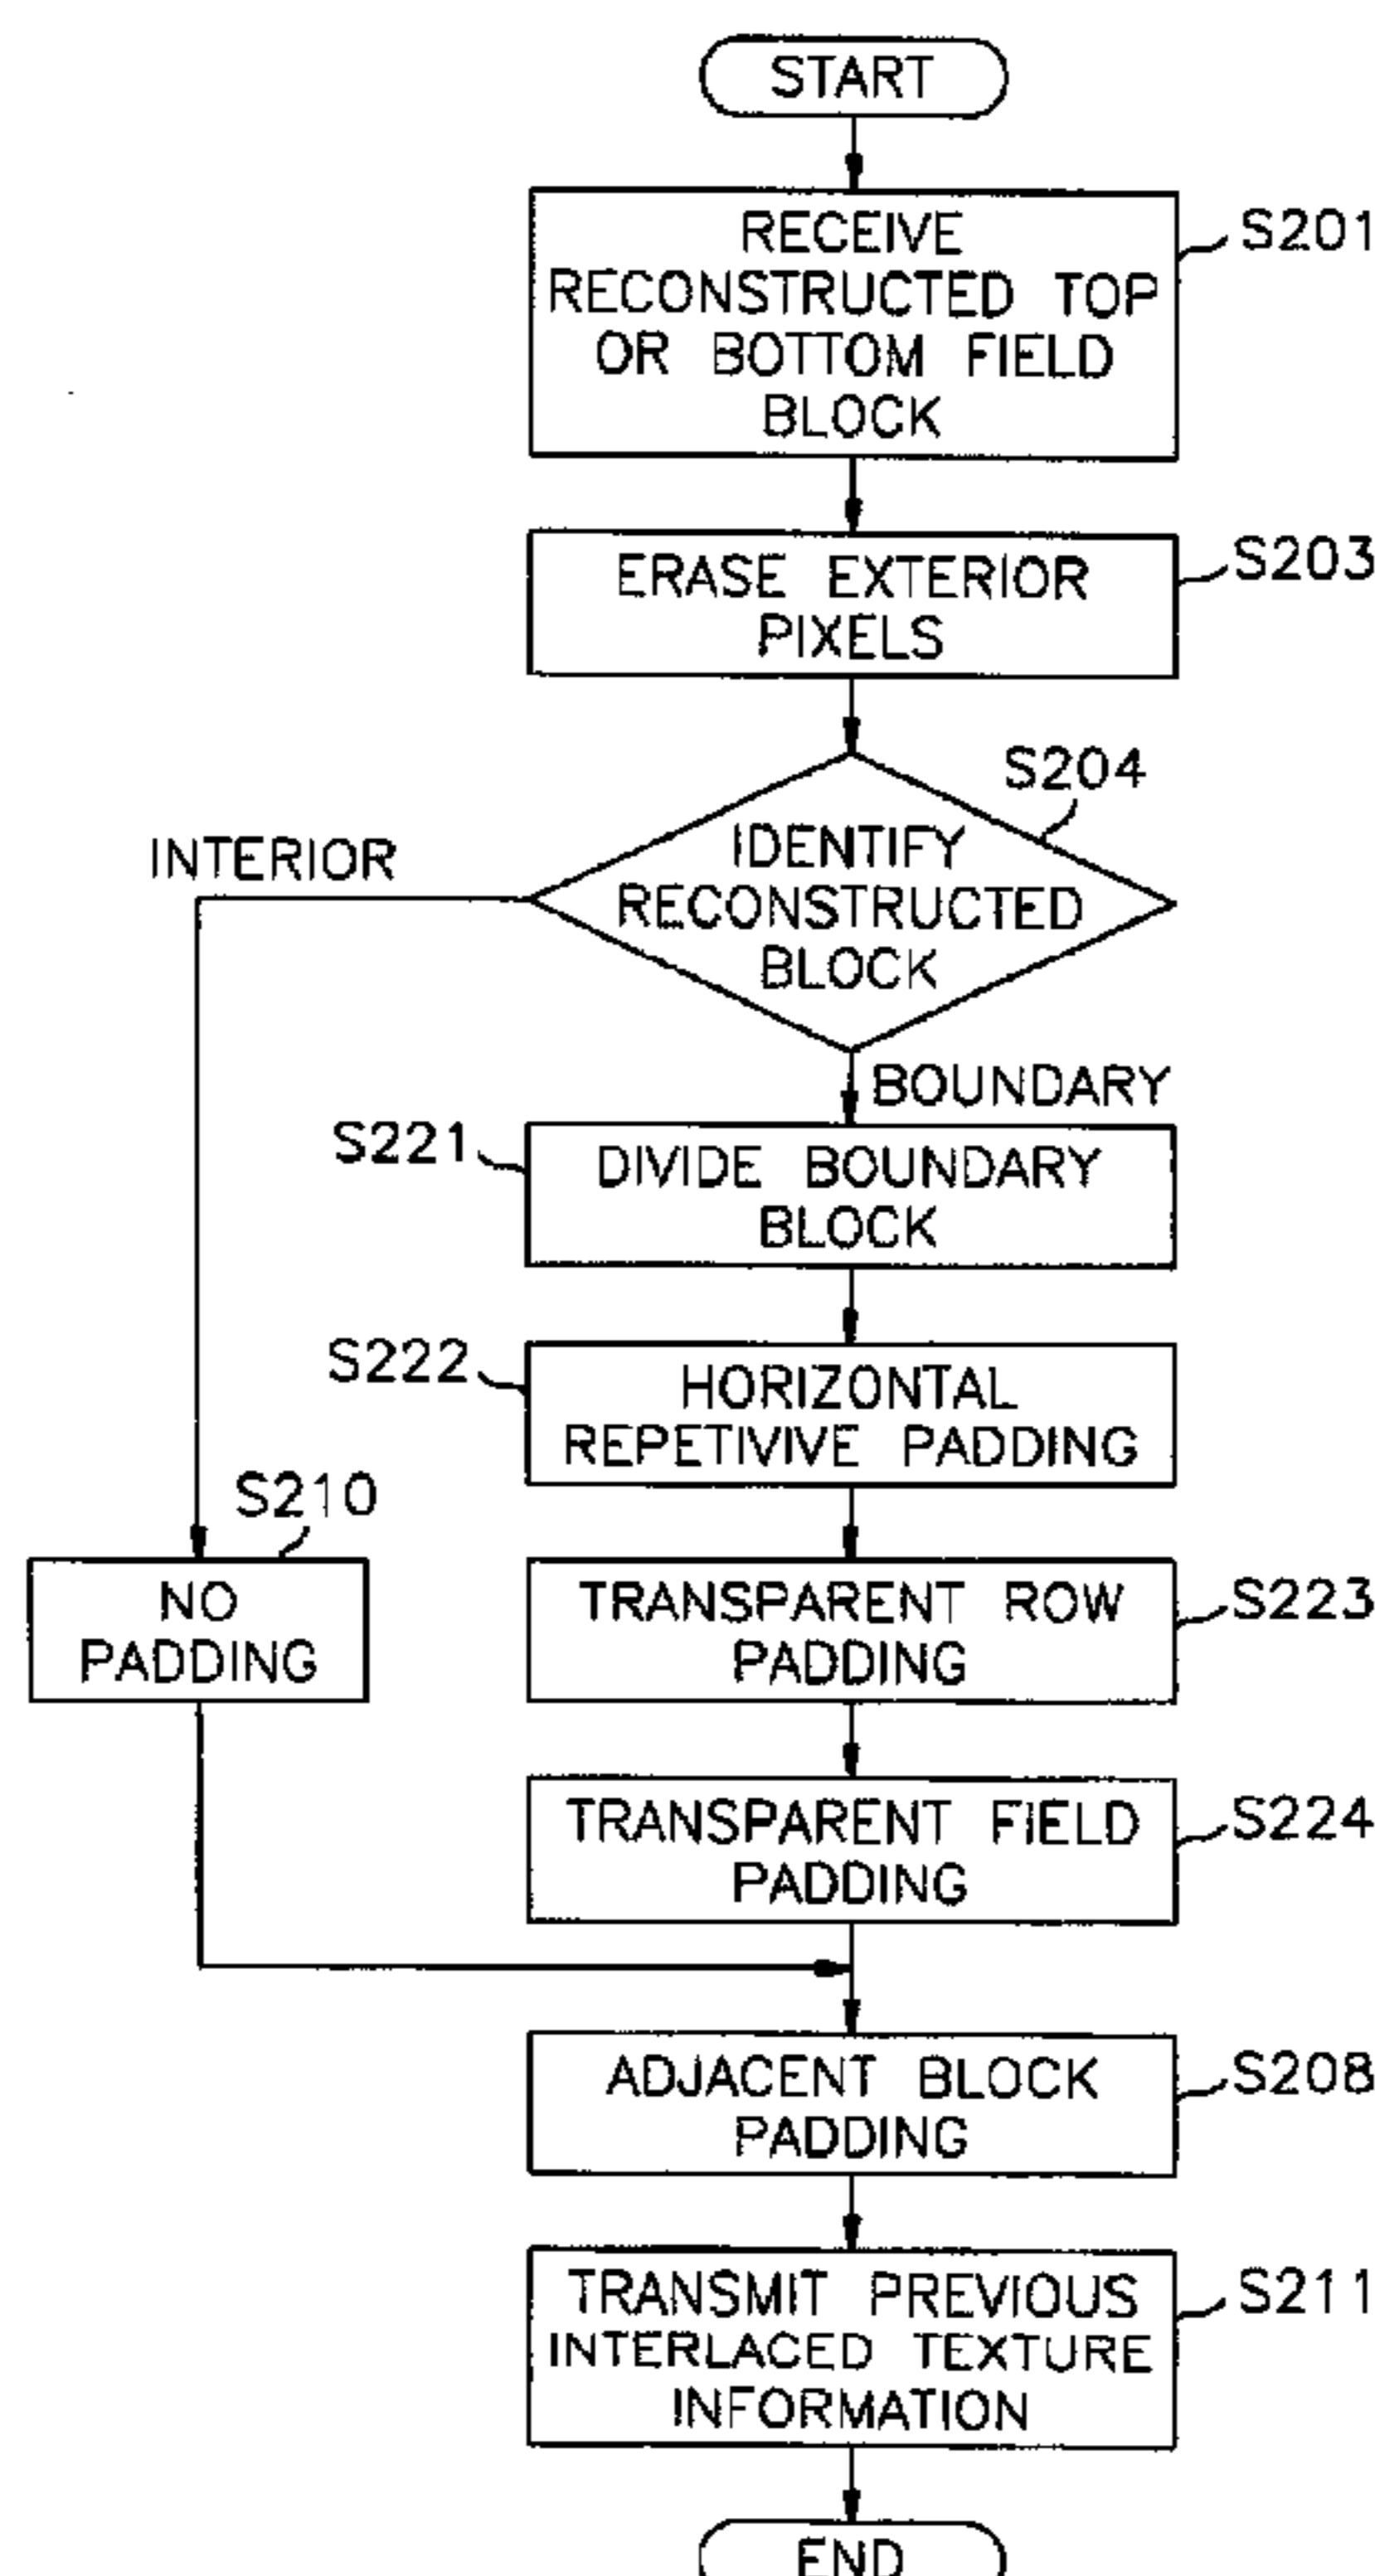 START
RECEIVE
RECONSTRUCTED TOP
OR BOTTOM FIELD
BLOCK
S201
ERASE EXTERIOR
PIXELS
S203
S204
IDENTIFY
RECONSTRUCTED
BLOCK
INTERIOR
BOUNDARY
S221
DIVIDE BOUNDARY
BLOCK
S222
HORIZONTAL
REPETIVIVE PADDING
S210
NO
PADDING
TRANSPARENT ROW
PADDING
S223
TRANSPARENT FIELD
PADDING
S224
ADJACENT BLOCK
PADDING
S208
TRANSMIT PREVIOUS
INTERLACED TEXTURE
INFORMATION
S211
END